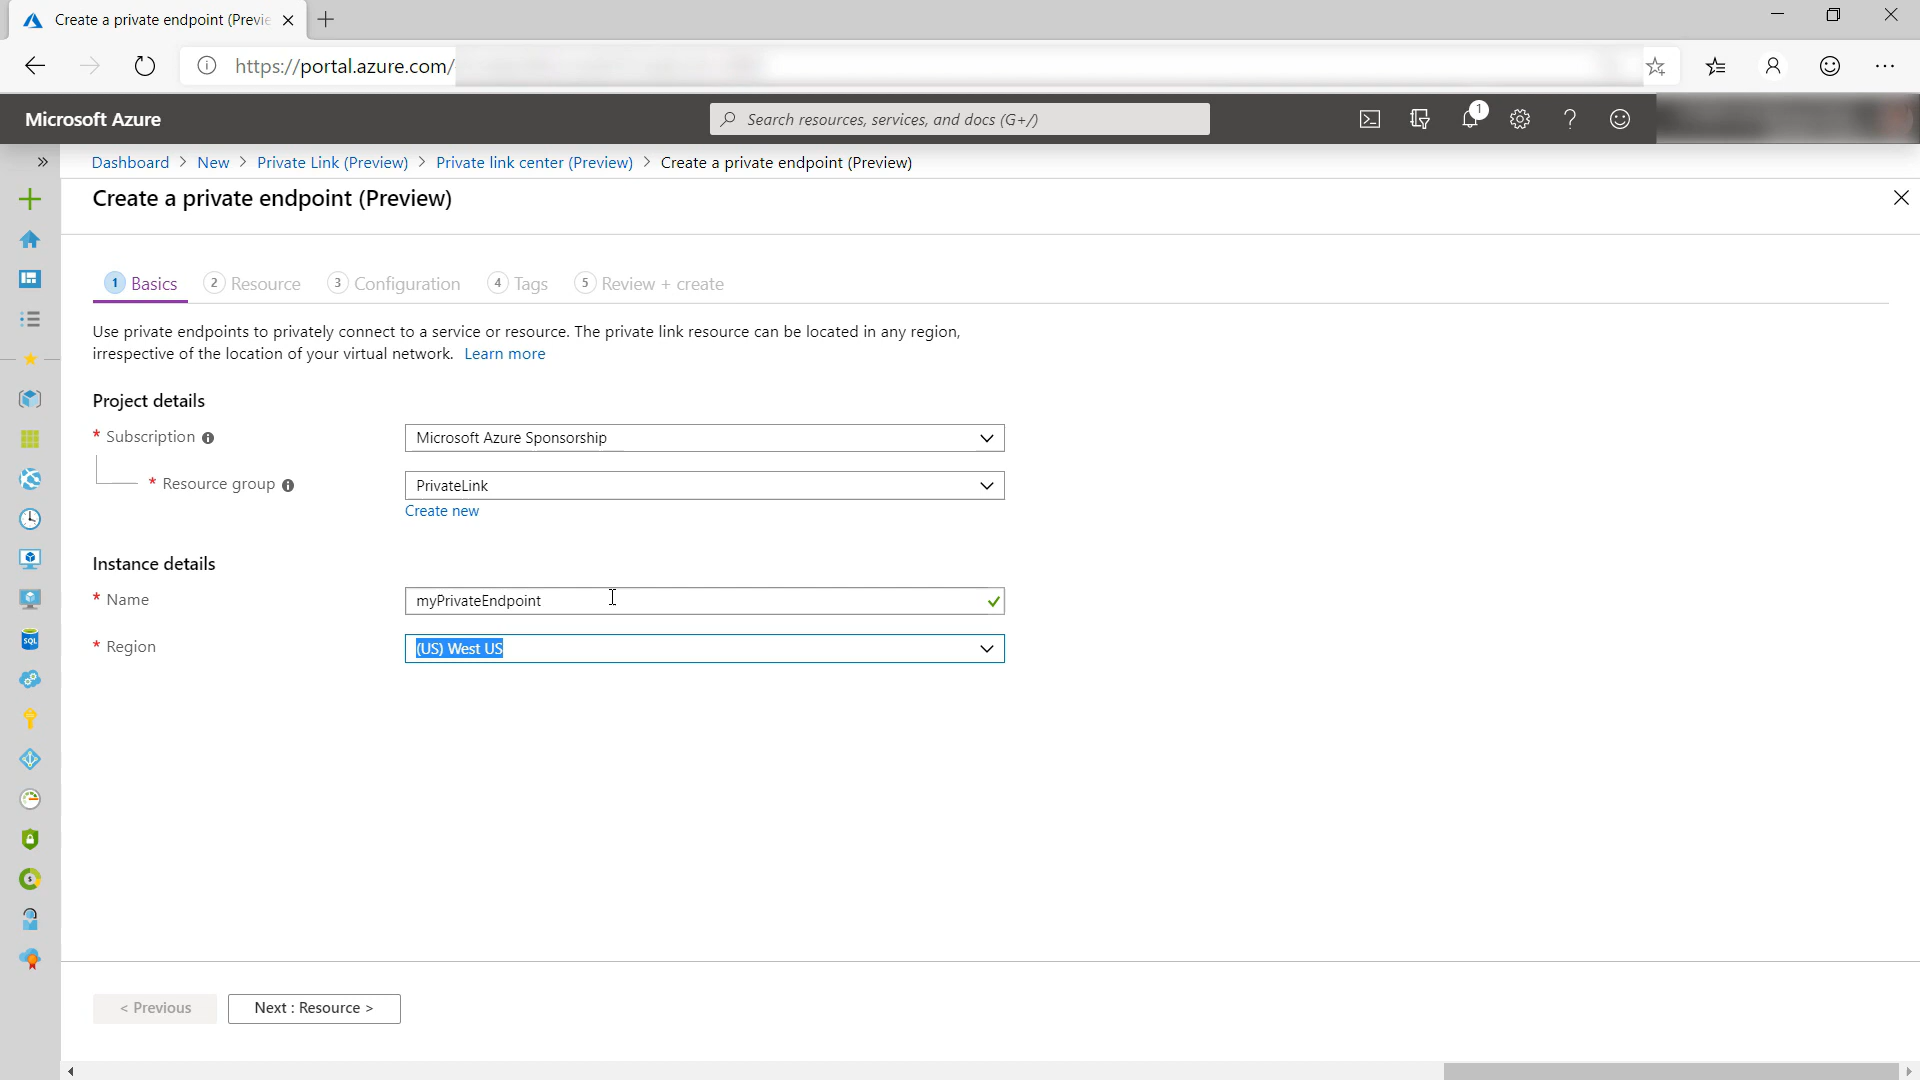 Create a private endpoint (Previe
https://portal.azure.com/
Microsoft Azure
Search resources, services, and docs (G+/)
1
Dashboard > New > Private Link (Preview) > Private link center (Preview) > Create a private endpoint (Preview)
Create a private endpoint (Preview)
1 Basics 2 Resource 3 Configuration 4 Tags 5 Review + create
Use private endpoints to privately connect to a service or resource. The private link resource can be located in any region,
irrespective of the location of your virtual network. Learn more
Project details
* Subscription
Microsoft Azure Sponsorship
* Resource group
PrivateLink
Create new
Instance details
* Name
myPrivateEndpoint
* Region
(US) West US
SQL
< Previous
Next : Resource >